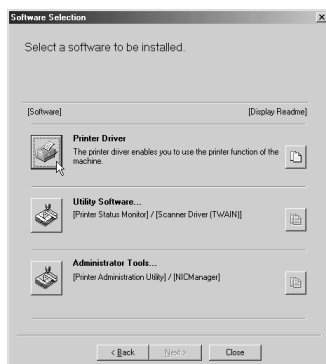 Software Selection
Select a software to be installed.
[Software] [Display Readme]
Printer Driver
The printer driver enables you to use the printer function of the
machine.
Utility Software...
[Printer Status Monitor] / [Scanner Driver (TWAIN)]
Administrator Tools...
[Printer Administration Utility] / [NICManager]
< Back Next > Close